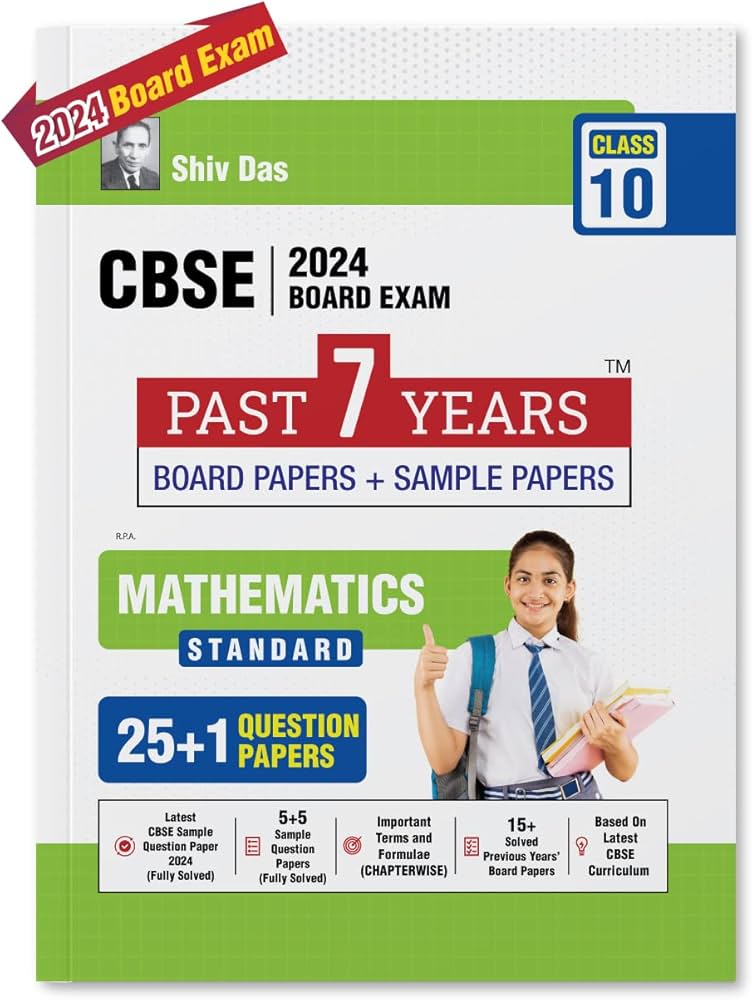 2024 Board Exam
Shiv Das
CLASS
10
CBSE
2024
BOARD EXAM
PAST 7 YEARS
TM
BOARD PAPERS + SAMPLE PAPERS
R.P.A.
MATHEMATICS
STANDARD
25+1
QUESTION
PAPERS
Latest
CBSE Sample
Question Paper
2024
(Fully Solved)
5+5
Sample
Question
Papers
(Fully Solved)
Important
Terms and
Formulae
(CHAPTERWISE)
15+
Solved
Previous Years'
Board Papers
Based On
Latest
CBSE
Curriculum